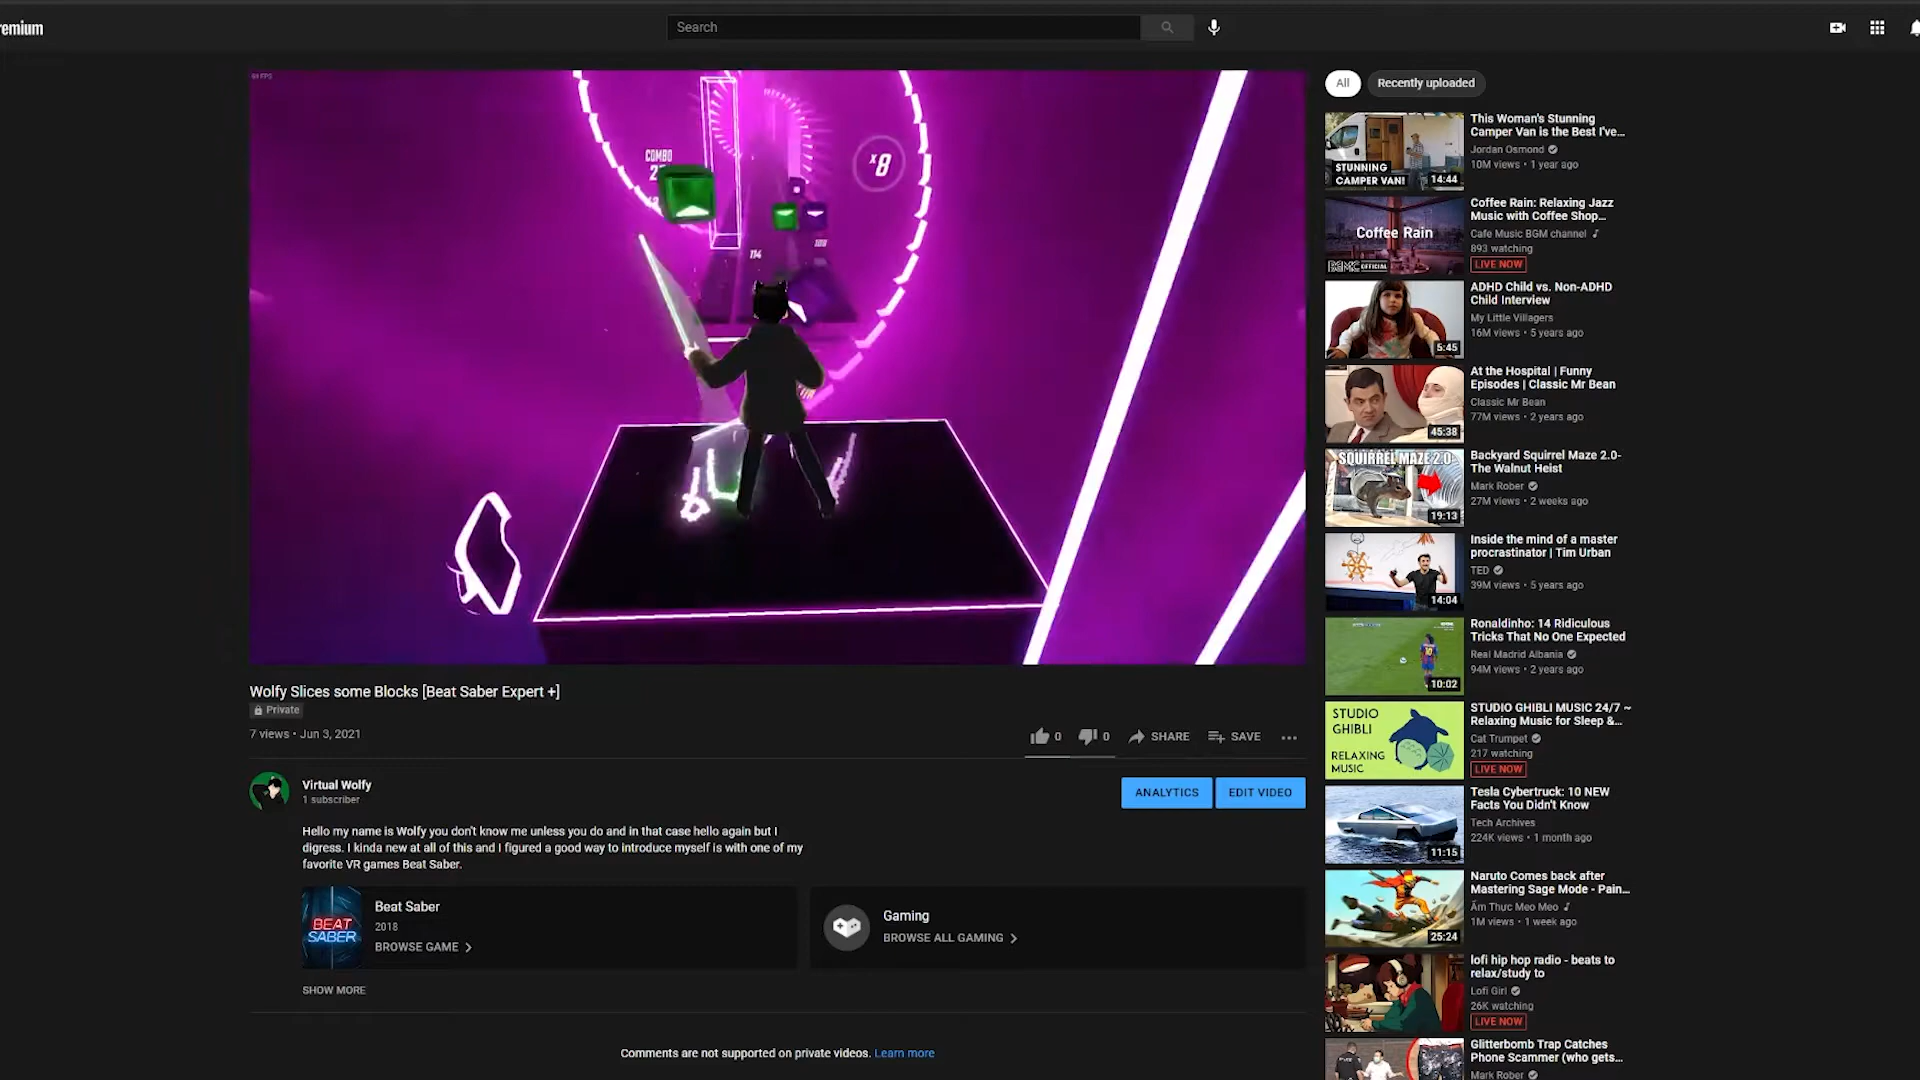 remium
Search
84 FPS
COMBO
x8
114
109
Wolfy Slices some Blocks [Beat Saber Expert +]
Private
7 views • Jun 3, 2021
0
0
SHARE
SAVE
Virtual Wolfy
1 subscriber
ANALYTICS
EDIT VIDEO
Hello my name is Wolfy you don't know me unless you do and in that case hello again but I
digress. I kinda new at all of this and I figured a good way to introduce myself is with one of my
favorite VR games Beat Saber.
BEAT
SABER
Beat Saber
2018
BROWSE GAME
Gaming
BROWSE ALL GAMING
SHOW MORE
Comments are not supported on private videos. Learn more
All
Recently uploaded
STUNNING
CAMPER VAN!
14:44
This Woman's Stunning
Camper Van is the Best I've...
Jordan Osmond
10M views • 1 year ago
Coffee Rain
BGMC OFFICIAL
Coffee Rain: Relaxing Jazz
Music with Coffee Shop...
Cafe Music BGM channel
893 watching
LIVE NOW
5:45
ADHD Child vs. Non-ADHD
Child Interview
My Little Villagers
16M views • 5 years ago
45:38
At the Hospital | Funny
Episodes | Classic Mr Bean
Classic Mr Bean
77M views • 2 years ago
SQUIRREL MAZE 2.0
19:13
Backyard Squirrel Maze 2.0-
The Walnut Heist
Mark Rober
27M views • 2 weeks ago
14:04
Inside the mind of a master
procrastinator | Tim Urban
TED
39M views • 5 years ago
10
10:02
Ronaldinho: 14 Ridiculous
Tricks That No One Expected
Real Madrid Albania
94M views • 2 years ago
STUDIO
GHIBLI
RELAXING
MUSIC
STUDIO GHIBLI MUSIC 24/7 ~
Relaxing Music for Sleep &...
Cat Trumpet
217 watching
LIVE NOW
11:15
Tesla Cybertruck: 10 NEW
Facts You Didn't Know
Tech Archives
224K views • 1 month ago
25:24
Naruto Comes back after
Mastering Sage Mode - Pain...
Ẩm Thực Meo Meo
1M views • 1 week ago
lofi hip hop radio - beats to
relax/study to
Lofi Girl
26K watching
LIVE NOW
Glitterbomb Trap Catches
Phone Scammer (who gets...
Mark Rober